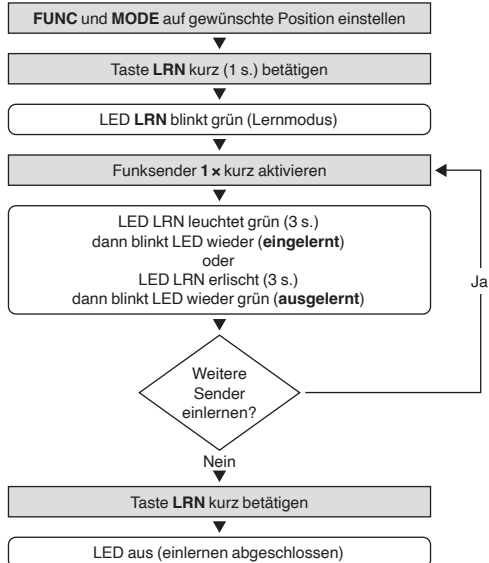 FUNC und MODE auf gewünschte Position einstellen
Taste LRN kurz (1 s.) betätigen
LED LRN blinkt grün (Lernmodus)
Funksender 1 × kurz aktivieren
LED LRN leuchtet grün (3 s.)
dann blinkt LED wieder (eingelernt)
oder
LED LRN erlischt (3 s.)
dann blinkt LED wieder grün (ausgelernt)
Ja
Weitere
Sender
einlernen?
Nein
Taste LRN kurz betätigen
LED aus (einlernen abgeschlossen)